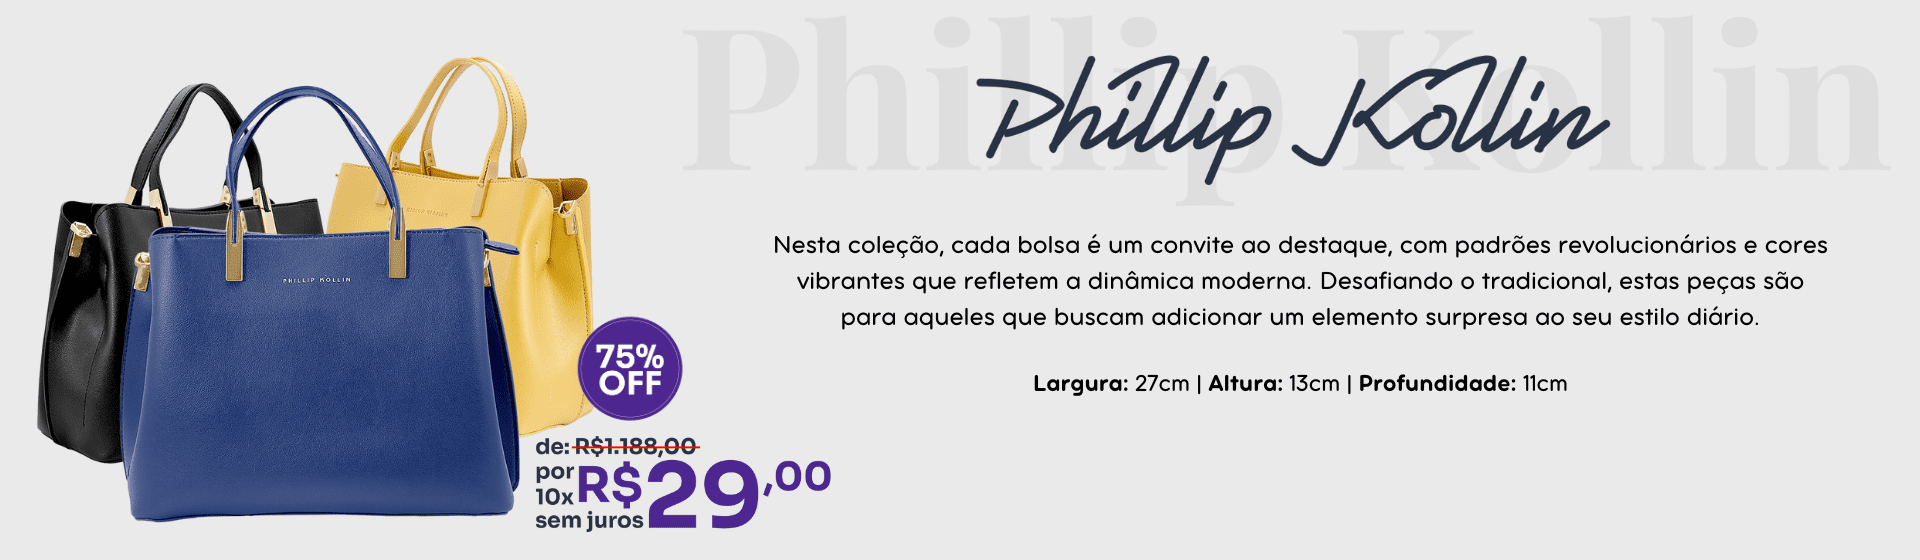 Phillip Kollin
Phillip Kollin
Nesta coleção, cada bolsa é um convite ao destaque, com padrões revolucionários e cores
vibrantes que refletem a dinâmica moderna. Desafiando o tradicional, estas peças são
para aqueles que buscam adicionar um elemento surpresa ao seu estilo diário.
Largura: 27cm | Altura: 13cm | Profundidade: 11cm
PHILLIP KOLLIN
75%
OFF
de: R$1.188,00
por
10x
sem juros
R$29,00